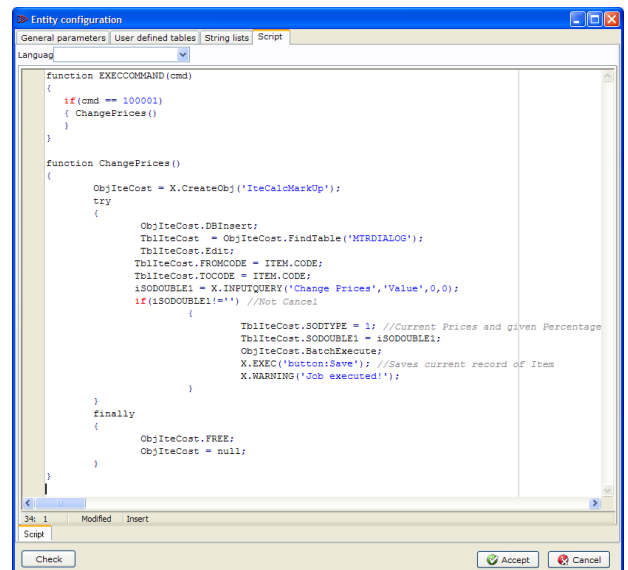 Entity configuration
General parameters User defined tables String lists Script
Languag
function EXECCOMMAND(cmd)
{
if(cmd == 100001)
{ ChangePrices()
}
}
function ChangePrices()
{
ObjIteCost = X.CreateObj('IteCalcMarkUp');
try
{
ObjIteCost.DBInsert;
TblIteCost = ObjIteCost.FindTable('MTRDIALOG');
TblIteCost.Edit;
TblIteCost.FROMCODE = ITEM.CODE;
TblIteCost.TOCODE = ITEM.CODE;
iSODOUBLE1 = X.INPUTQUERY('Change Prices','Value',0,0);
if(iSODOUBLE1!='') //Not Cancel
{
TblIteCost.SODTYPE = 1; //Current Prices and given Percentage
TblIteCost.SODOUBLE1 = iSODOUBLE1;
ObjIteCost.BatchExecute;
X.EXEC('button:Save'); //Saves current record of Item
X.WARNING('Job executed!');
}
}
finally
{
ObjIteCost.FREE;
ObjIteCost = null;
}
}
34: 1 Modified Insert
Script
Check Accept Cancel